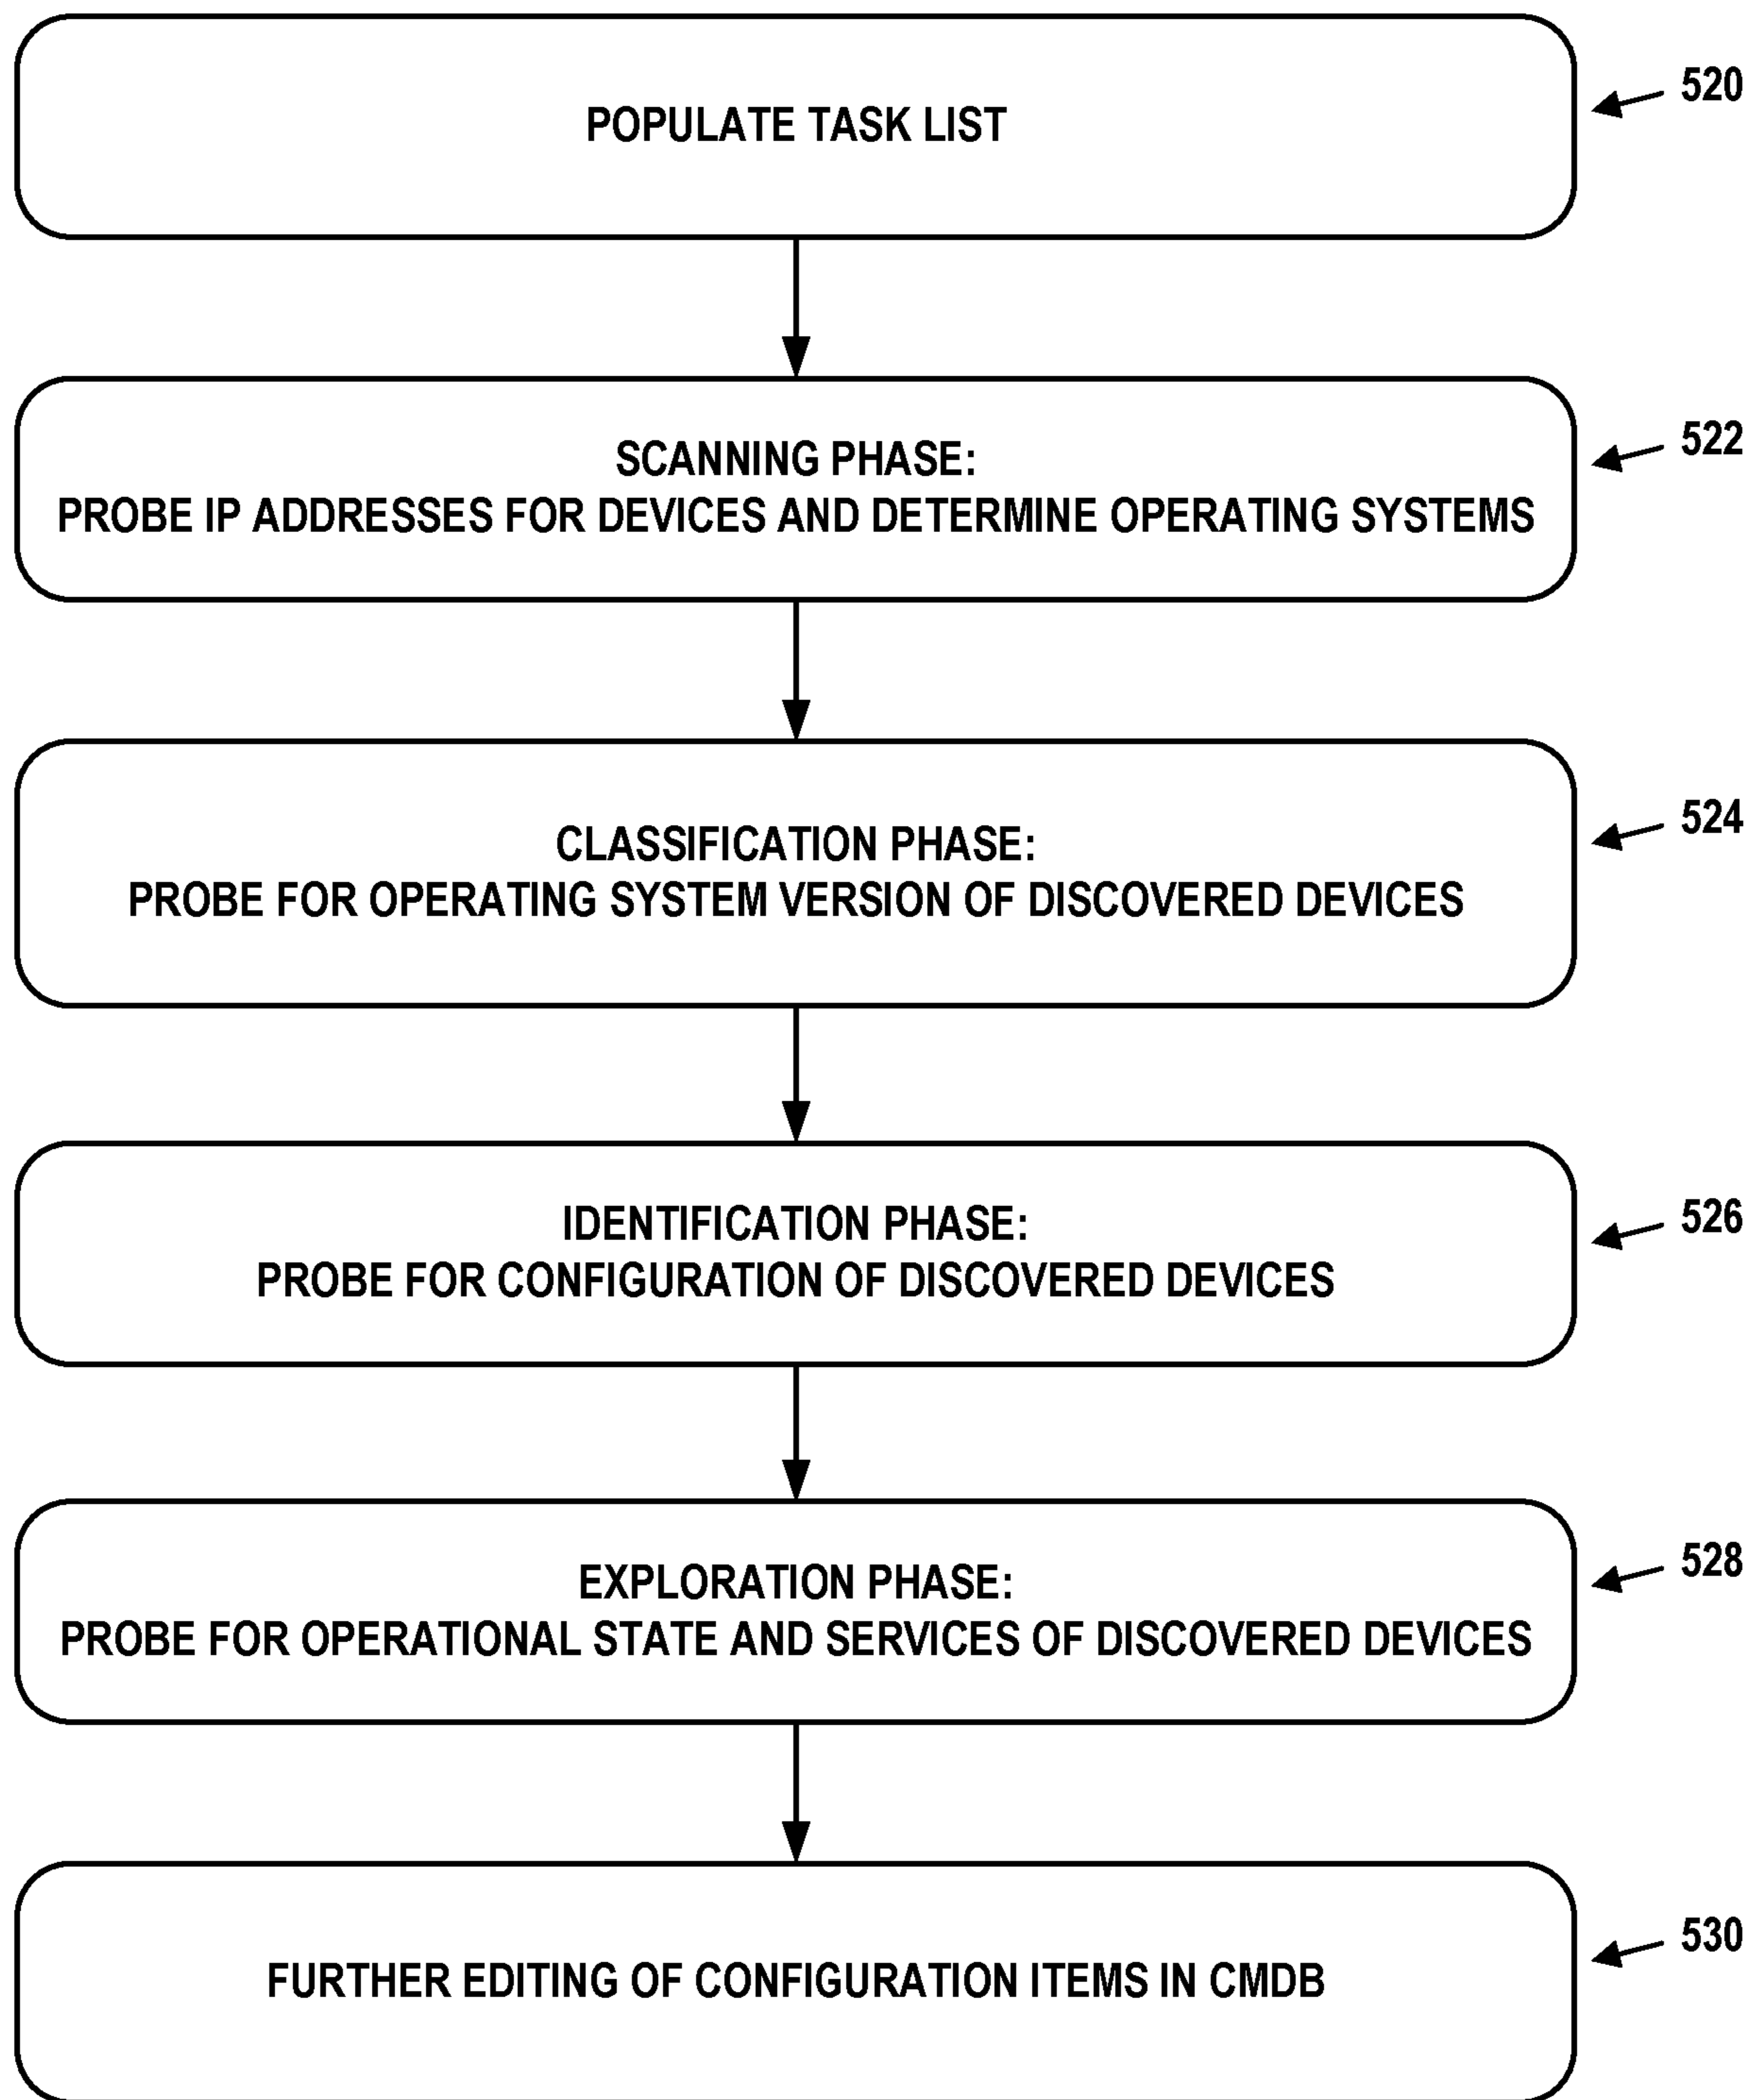 POPULATE TASK LIST
520
SCANNING PHASE:
PROBE IP ADDRESSES FOR DEVICES AND DETERMINE OPERATING SYSTEMS
522
CLASSIFICATION PHASE:
PROBE FOR OPERATING SYSTEM VERSION OF DISCOVERED DEVICES
524
IDENTIFICATION PHASE:
PROBE FOR CONFIGURATION OF DISCOVERED DEVICES
526
EXPLORATION PHASE:
PROBE FOR OPERATIONAL STATE AND SERVICES OF DISCOVERED DEVICES
528
FURTHER EDITING OF CONFIGURATION ITEMS IN CMDB
530